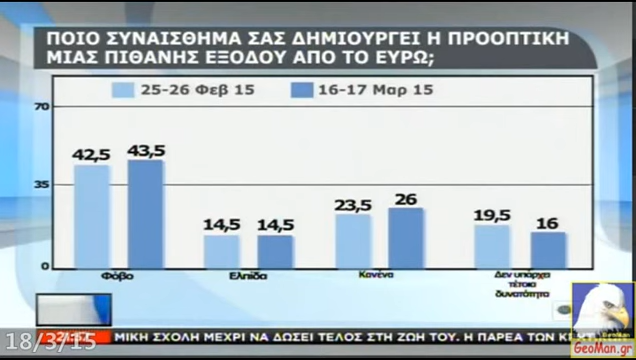 ΠΟΙΟ ΣΥΝΑΙΣΘΗΜΑ ΣΑΣ ΔΗΜΙΟΥΡΓΕΙ Η ΠΡΟΟΠΤΙΚΗ
ΜΙΑΣ ΠΙΘΑΝΗΣ ΕΞΟΔΟΥ ΑΠΟ ΤΟ ΕΥΡΩ;
25-26 Φεβ 15 16-17 Μαρ 15
70
35
0
42,5 43,5 14,5 14,5 23,5 26 19,5 16
Φόβο Ελπίδα Κανένα Δεν υπάρχει
τέτοια
δυνατότητα
21:57 ΜΙΚΗ ΣΧΟΛΗ ΜΕΧΡΙ ΝΑ ΔΩΣΕΙ ΤΕΛΟΣ ΣΤΗ ΖΩΗ ΤΟΥ. Η ΠΑΡΕΑ ΤΩΝ
18/3/15
GeoMan.gr